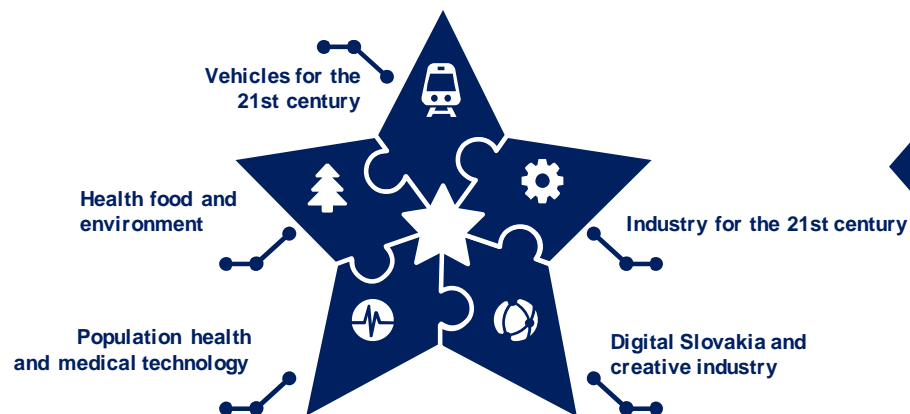 Vehicles for the
21st century
Health food and
environment
Industry for the 21st century
Population health
and medical technology
Digital Slovakia and
creative industry